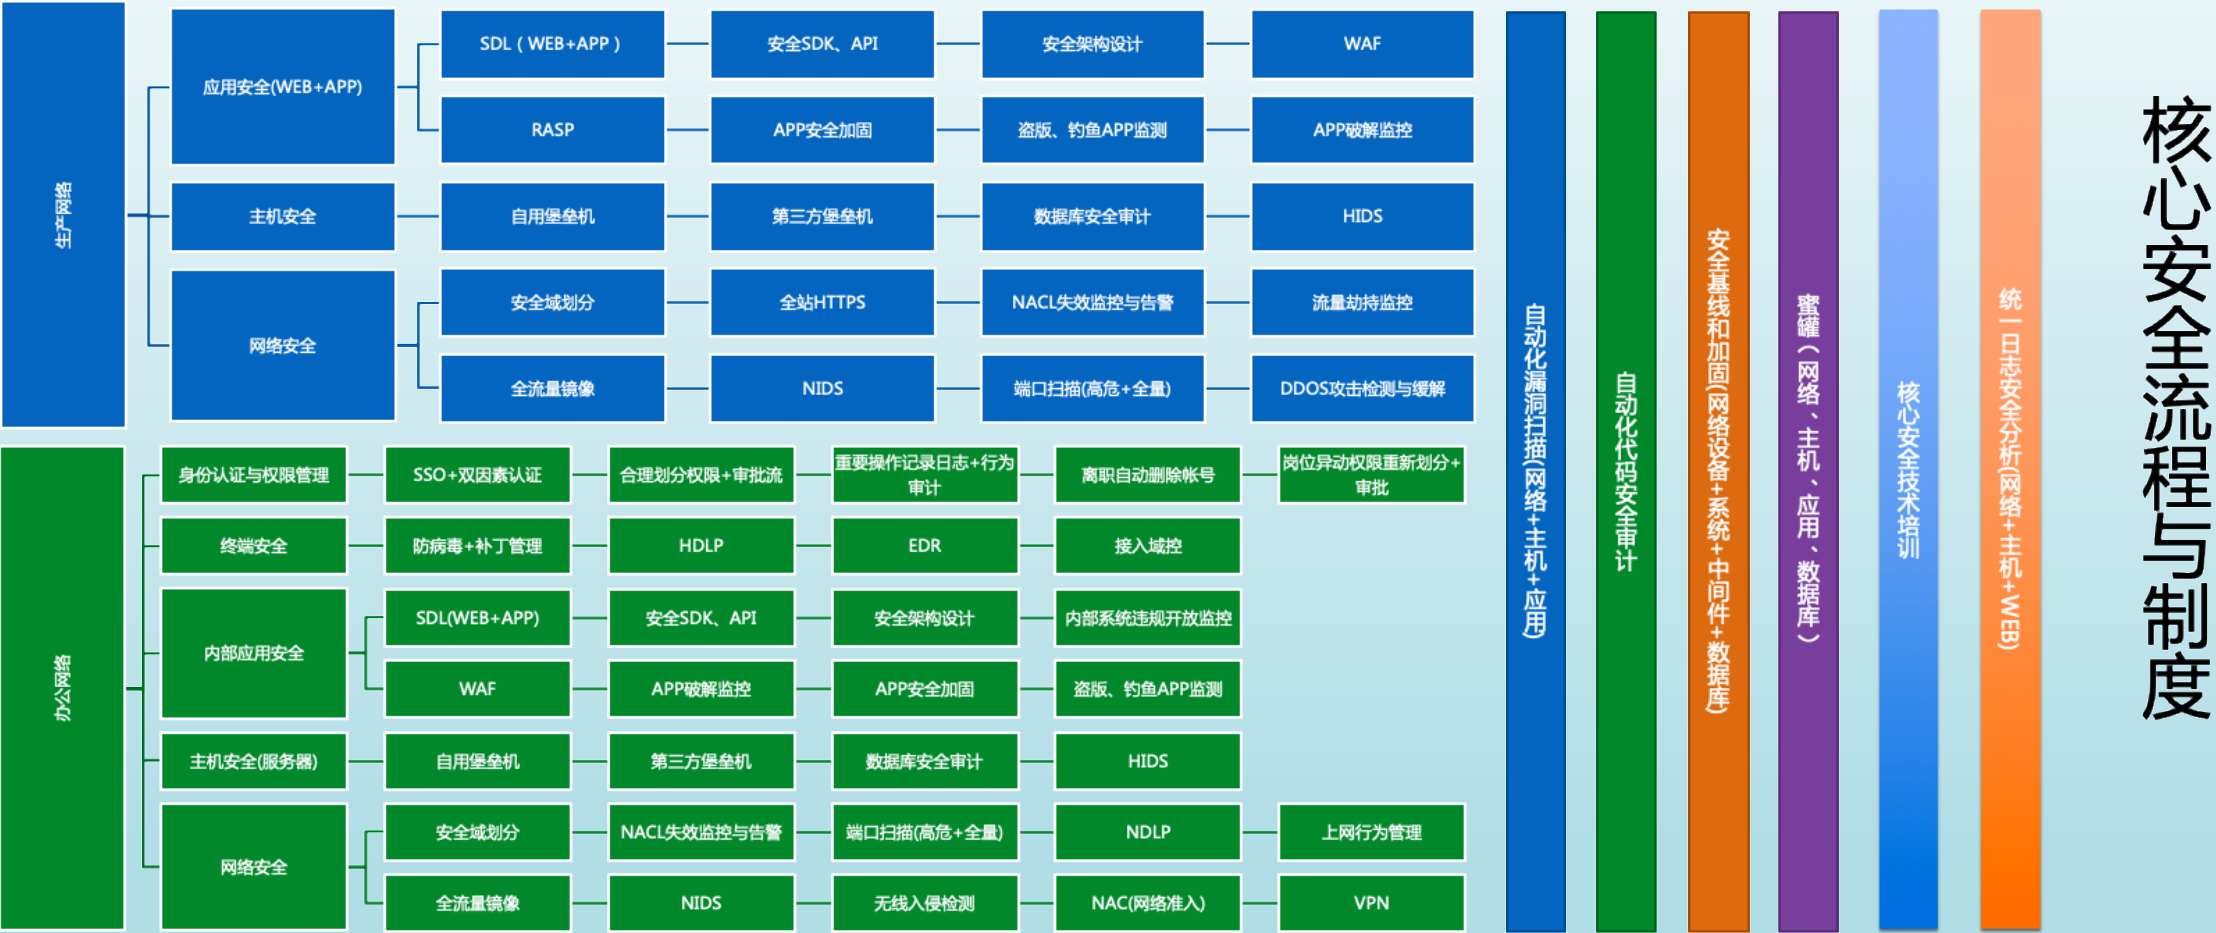 生产网络
应用安全(WEB+APP)
SDL（WEB+APP）
安全SDK、API
安全架构设计
WAF
RASP
APP安全加固
盗版、钓鱼APP监测
APP破解监控
主机安全
自用堡垒机
第三方堡垒机
数据库安全审计
HIDS
网络安全
安全域划分
全站HTTPS
NACL失效监控与告警
流量劫持监控
全流量镜像
NIDS
端口扫描(高危+全量)
DDOS攻击检测与缓解
办公网络
身份认证与权限管理
SSO+双因素认证
合理划分权限+审批流
重要操作记录日志+行为
审计
离职自动删除帐号
岗位异动权限重新划分+
审批
终端安全
防病毒+补丁管理
HDLP
EDR
接入域控
内部应用安全
SDL(WEB+APP)
安全SDK、API
安全架构设计
内部系统违规开放监控
WAF
APP破解监控
APP安全加固
盗版、钓鱼APP监测
主机安全(服务器)
自用堡垒机
第三方堡垒机
数据库安全审计
HIDS
网络安全
安全域划分
NACL失效监控与告警
端口扫描(高危+全量)
NDLP
上网行为管理
全流量镜像
NIDS
无线入侵检测
NAC(网络准入)
VPN
自动化漏洞扫描(网络+主机+应用)
自动化代码安全审计
安全基线和加固(网络设备+系统+中间件+数据库)
蜜罐（网络、主机、应用、数据库）
核心安全技术培训
统一日志安全分析(网络+主机+WEB)
核心安全流程与制度